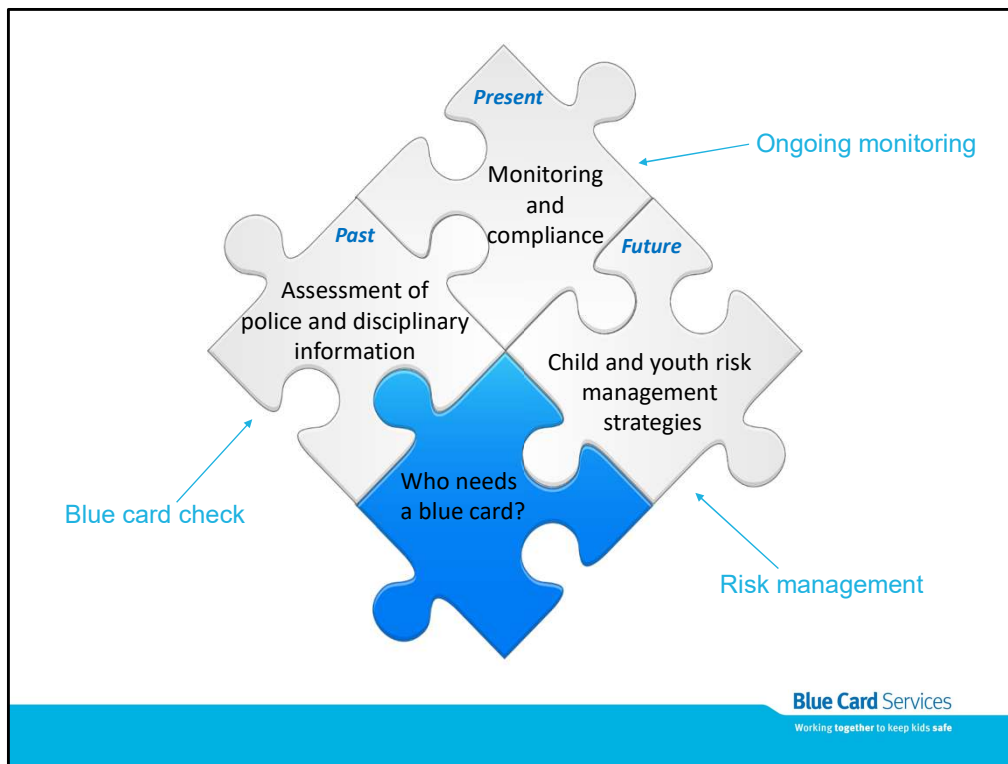 Present
Ongoing monitoring
Monitoring
and
compliance
Past
Future
Assessment of
police and disciplinary
information
Child and youth risk
management
strategies
Who needs
a blue card?
Blue card check
Risk management
Blue Card Services
Working together to keep kids safe